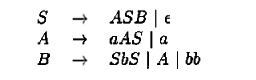 S → ASB | ϵ
A → aAS | a
B → SbS | A | bb